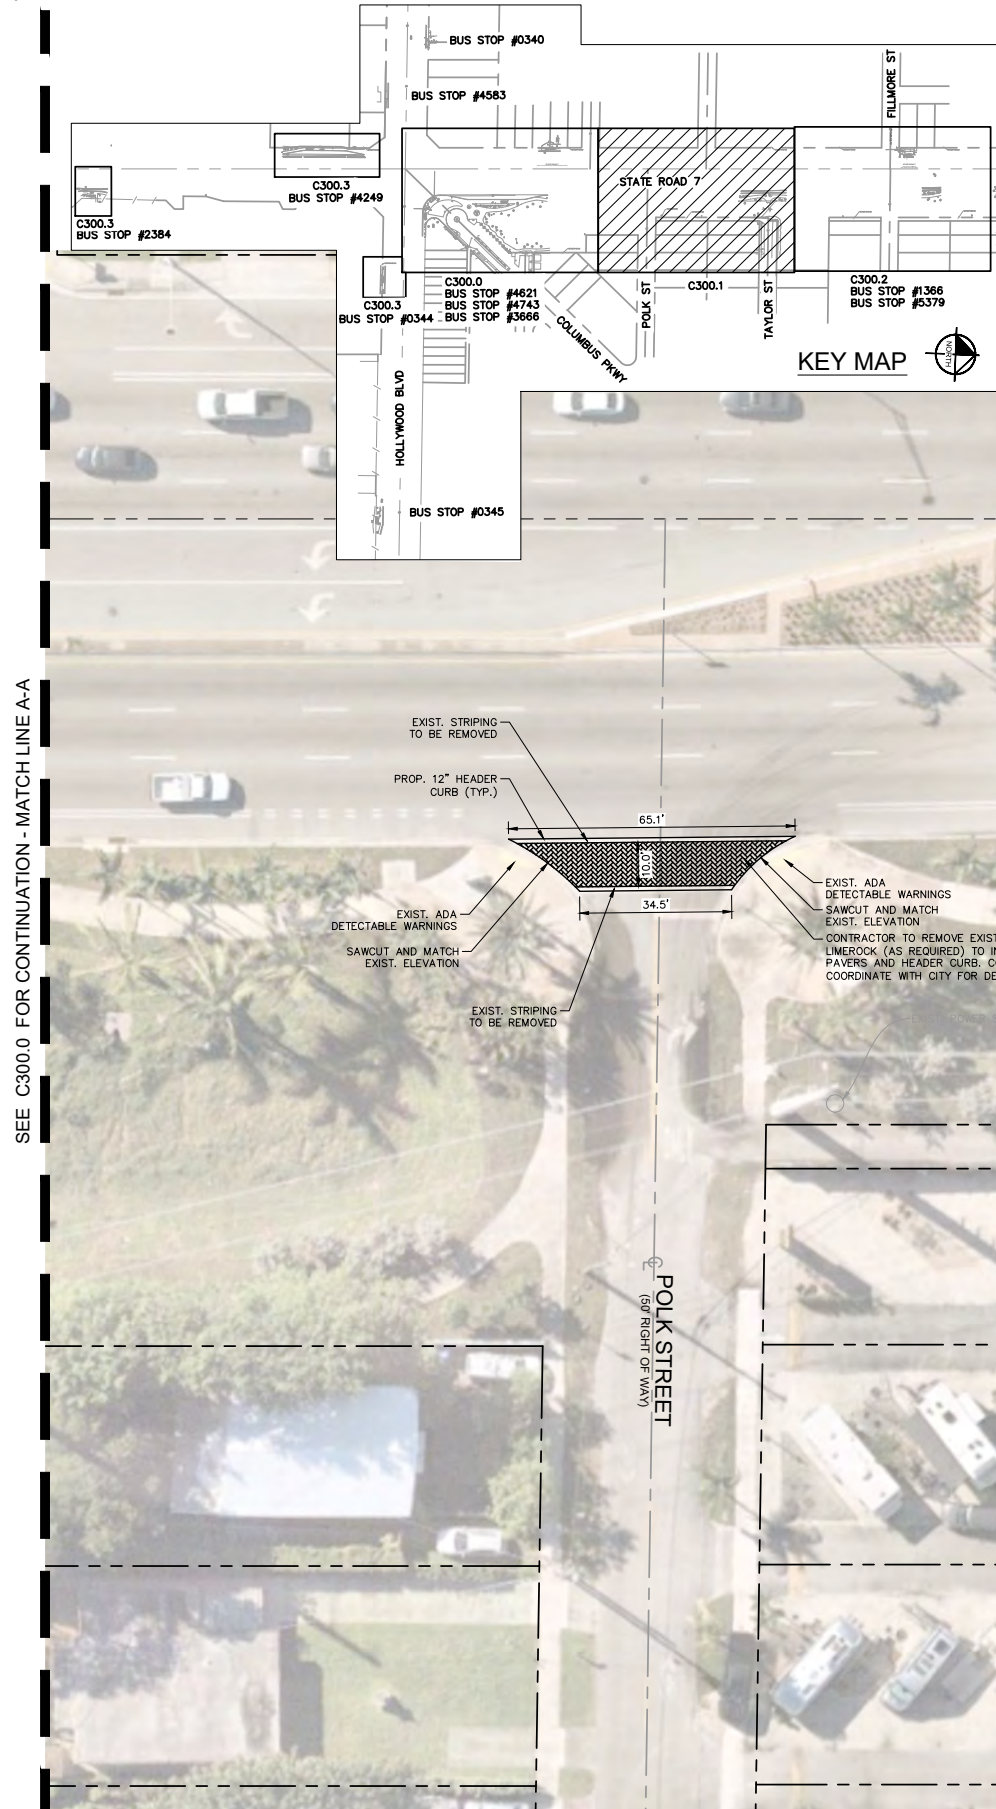 BUS STOP #0340
BUS STOP #4583
FILLMORE ST
STATE ROAD 7
C300.3
BUS STOP #4249
C300.3
BUS STOP #2384
C300.3
BUS STOP #0344
C300.0
BUS STOP #4621
BUS STOP #4743
BUS STOP #3666
COLUMBUS PKWY
POLK ST
C300.1
TAYLOR ST
C300.2
BUS STOP #1366
BUS STOP #5379
KEY MAP
NORTH
HOLLYWOOD BLVD
BUS STOP #0345
SEE C300.0 FOR CONTINUATION - MATCH LINE A-A
EXIST. STRIPING
TO BE REMOVED
PROP. 12" HEADER
CURB (TYP.)
65.1'
10.0'
34.5'
EXIST. ADA
DETECTABLE WARNINGS
SAWCUT AND MATCH
EXIST. ELEVATION
EXIST. STRIPING
TO BE REMOVED
EXIST. ADA
DETECTABLE WARNINGS
SAWCUT AND MATCH
EXIST. ELEVATION
CONTRACTOR TO REMOVE EXIST
LIMEROCK (AS REQUIRED) TO
PAVERS AND HEADER CURB.
COORDINATE WITH CITY FOR
POLK STREET
(50' RIGHT OF WAY)